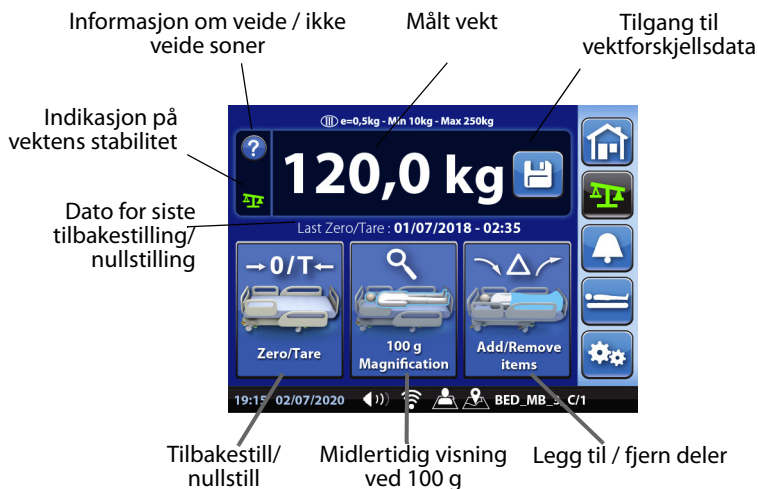 Informasjon om veide / ikke
veide soner
Målt vekt
Tilgang til
vektforskjellsdata
Indikasjon på
vektens stabilitet
III e=0,5kg - Min 10kg - Max 250kg
?
120,0 kg
Dato for siste
tilbakestilling/
nullstilling
Last Zero/Tare : 01/07/2018 - 02:35
→0/T←
Zero/Tare
100 g
Magnification
Δ
Add/Remove
items
19:15 02/07/2020
BED_MB_3_C/1
Tilbakestill/
nullstill
Midlertidig visning
ved 100 g
Legg til / fjern deler